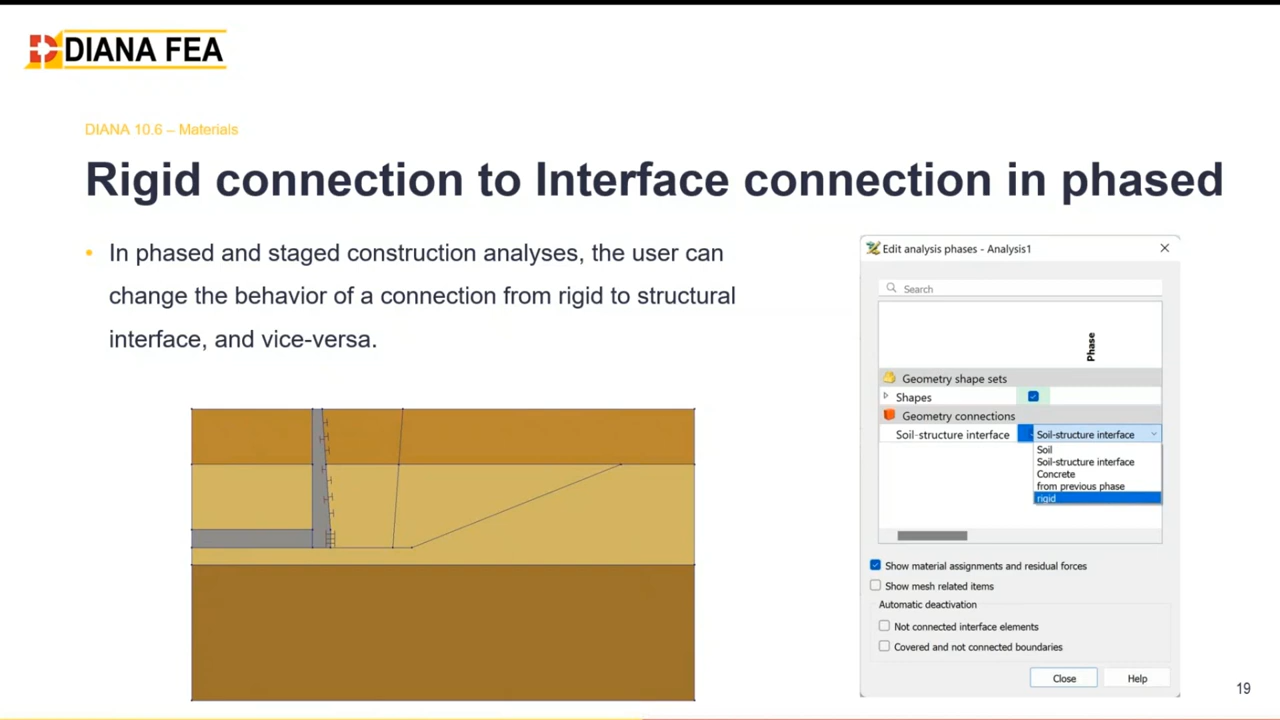 DIANA FEA
DIANA 10.6 – Materials
Rigid connection to Interface connection in phased
• In phased and staged construction analyses, the user can
change the behavior of a connection from rigid to structural
interface, and vice-versa.
Edit analysis phases - Analysis1
Search
Phase
Geometry shape sets
Shapes
Geometry connections
Soil-structure interface
Soil-structure interface
Soil
Soil-structure interface
Concrete
from previous phase
rigid
Show material assignments and residual forces
Show mesh related items
Automatic deactivation
Not connected interface elements
Covered and not connected boundaries
Close
Help
19